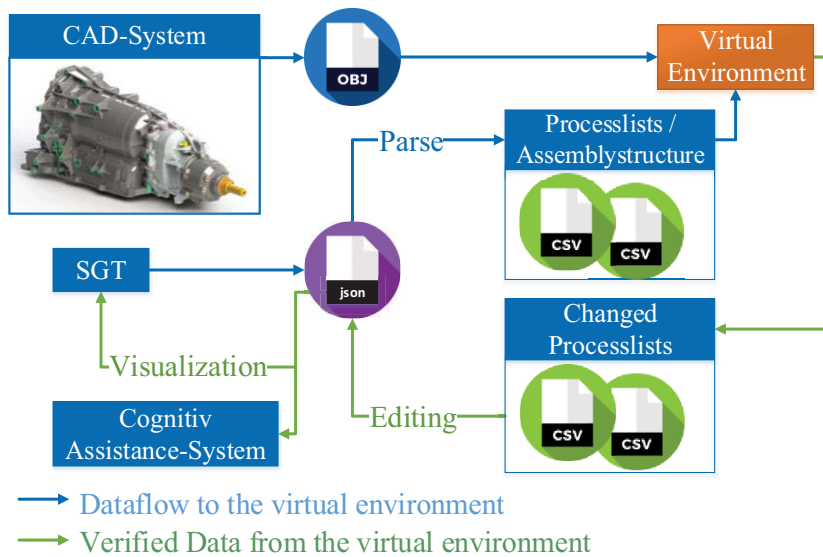 CAD-System
OBJ
Virtual
Environment
Parse
Processlists /
Assemblystructure
CSV
CSV
SGT
json
Changed
Processlists
Visualization
Editing
CSV
CSV
Cognitiv
Assistance-System
Dataflow to the virtual environment
Verified Data from the virtual environment